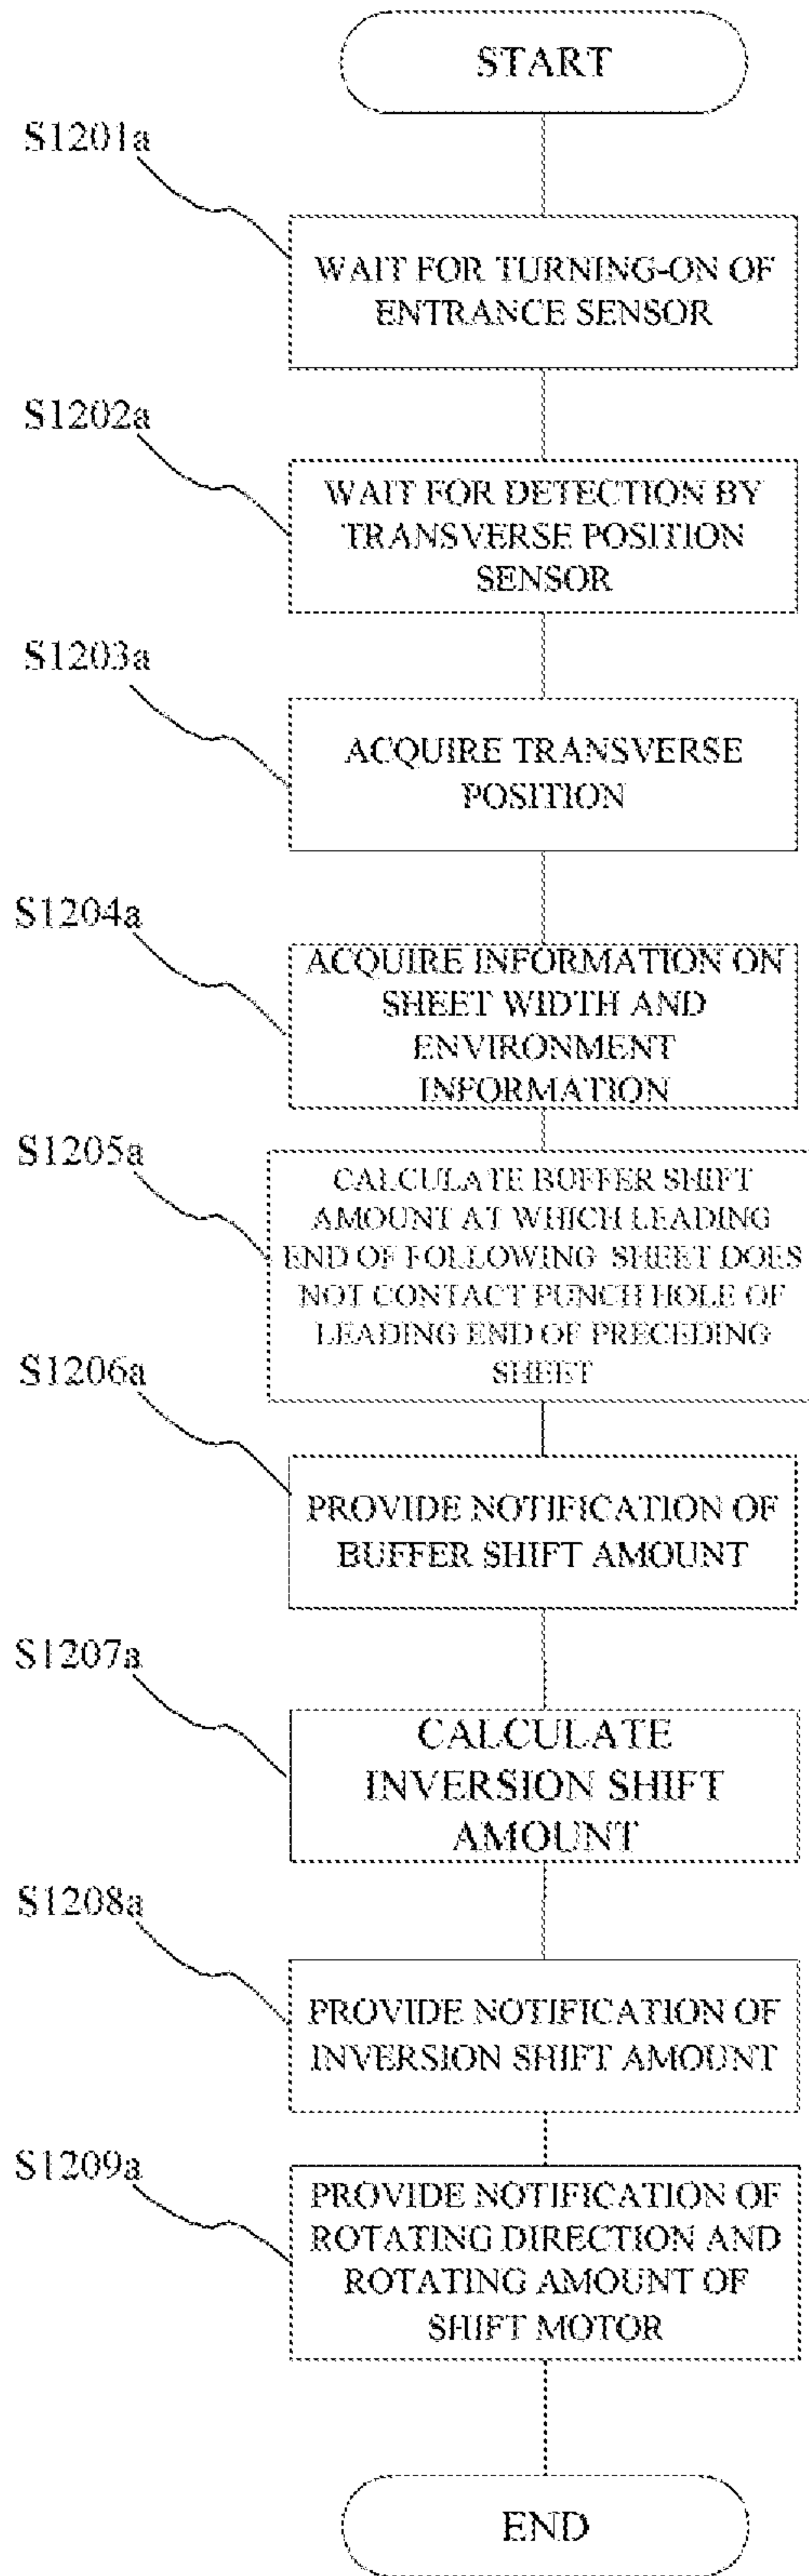 START
S1201a
WAIT FOR TURNING-ON OF
ENTRANCE SENSOR
S1202a
WAIT FOR DETECTION BY
TRANSVERSE POSITION
SENSOR
S1203a
ACQUIRE TRANSVERSE
POSITION
S1204a
ACQUIRE INFORMATION ON
SHEET WIDTH AND
ENVIRONMENT
INFORMATION
S1205a
CALCULATE BUFFER SHIFT
AMOUNT AT WHICH LEADING
END OF FOLLOWING SHEET DOES
NOT CONTACT PUNCH HOLE OF
LEADING END OF PRECEDING
SHEET
S1206a
PROVIDE NOTIFICATION OF
BUFFER SHIFT AMOUNT
S1207a
CALCULATE
INVERSION SHIFT
AMOUNT
S1208a
PROVIDE NOTIFICATION OF
INVERSION SHIFT AMOUNT
S1209a
PROVIDE NOTIFICATION OF
ROTATING DIRECTION AND
ROTATING AMOUNT OF
SHIFT MOTOR
END